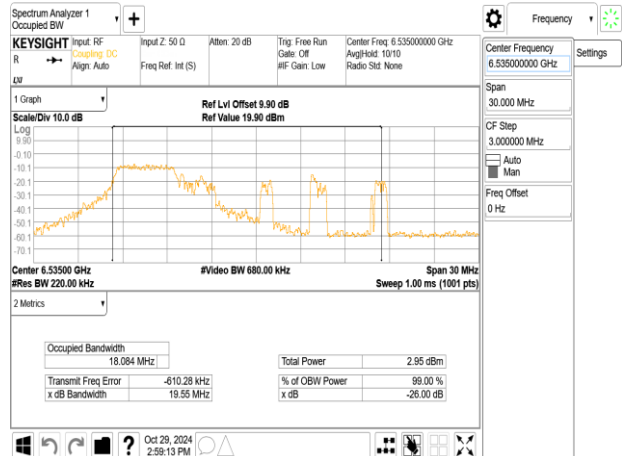 Spectrum Analyzer 1
Occupied BW
+
Frequency
KEYSIGHT Input: RF Input Z: 50 Ω Atten: 20 dB Trig: Free Run Center Freq: 6.535000000 GHz
R Coupling: DC Gate: Off Avg|Hold: 10/10
Align: Auto Freq Ref: Int (S) #IF Gain: Low Radio Std: None
LXI
Center Frequency
6.535000000 GHz
Settings
Span
30.000 MHz
CF Step
3.000000 MHz
Auto
Man
Freq Offset
0 Hz
1 Graph
Ref Lvl Offset 9.90 dB
Scale/Div 10.0 dB Ref Value 19.90 dBm
Log
9.90
-0.10
-10.1
-20.1
-30.1
-40.1
-50.1
-60.1
-70.1
Center 6.53500 GHz #Video BW 680.00 kHz Span 30 MHz
#Res BW 220.00 kHz Sweep 1.00 ms (1001 pts)
2 Metrics
Occupied Bandwidth
18.084 MHz Total Power 2.95 dBm
Transmit Freq Error -610.28 kHz % of OBW Power 99.00 %
x dB Bandwidth 19.55 MHz x dB -26.00 dB
? Oct 29, 2024
2:59:13 PM